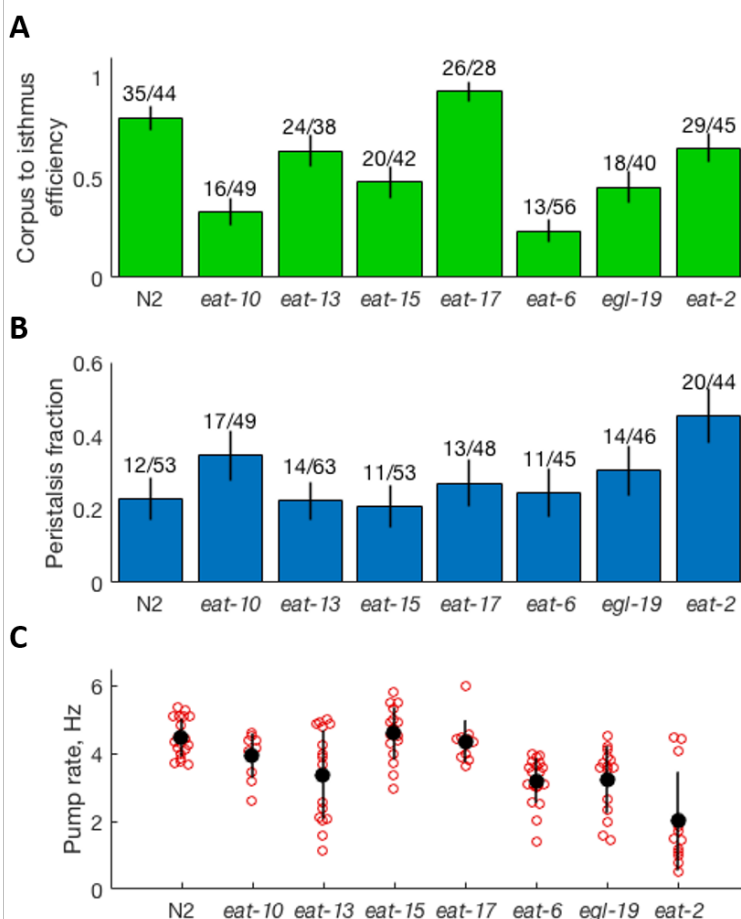 A
Corpus to isthmus
efficiency
1
0.5
0
35/44
16/49
24/38
20/42
26/28
13/56
18/40
29/45
N2 eat-10 eat-13 eat-15 eat-17 eat-6 egl-19 eat-2
B
Peristalsis fraction
0.6
0.4
0.2
0
12/53
17/49
14/63
11/53
13/48
11/45
14/46
20/44
N2 eat-10 eat-13 eat-15 eat-17 eat-6 egl-19 eat-2
C
Pump rate, Hz
6
4
2
0
N2 eat-10 eat-13 eat-15 eat-17 eat-6 egl-19 eat-2